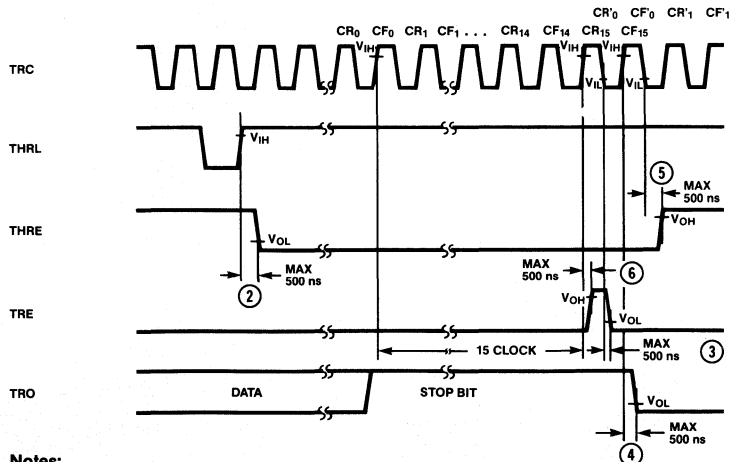 CR'0 CF'0 CR'1 CF'1
CR0 CF0 CR1 CF1 . . . CR14 CF14 CR15 CF15
VIH VIH VIH
TRC
VIL VIL
THRL
VIH
5
MAX
500 ns
THRE
VOH
VOL
MAX
500 ns
2
MAX
500 ns
6
TRE
VOH
VOL
15 CLOCK
MAX
500 ns
3
TRO
DATA
STOP BIT
VOL
MAX
500 ns
4
Notes: